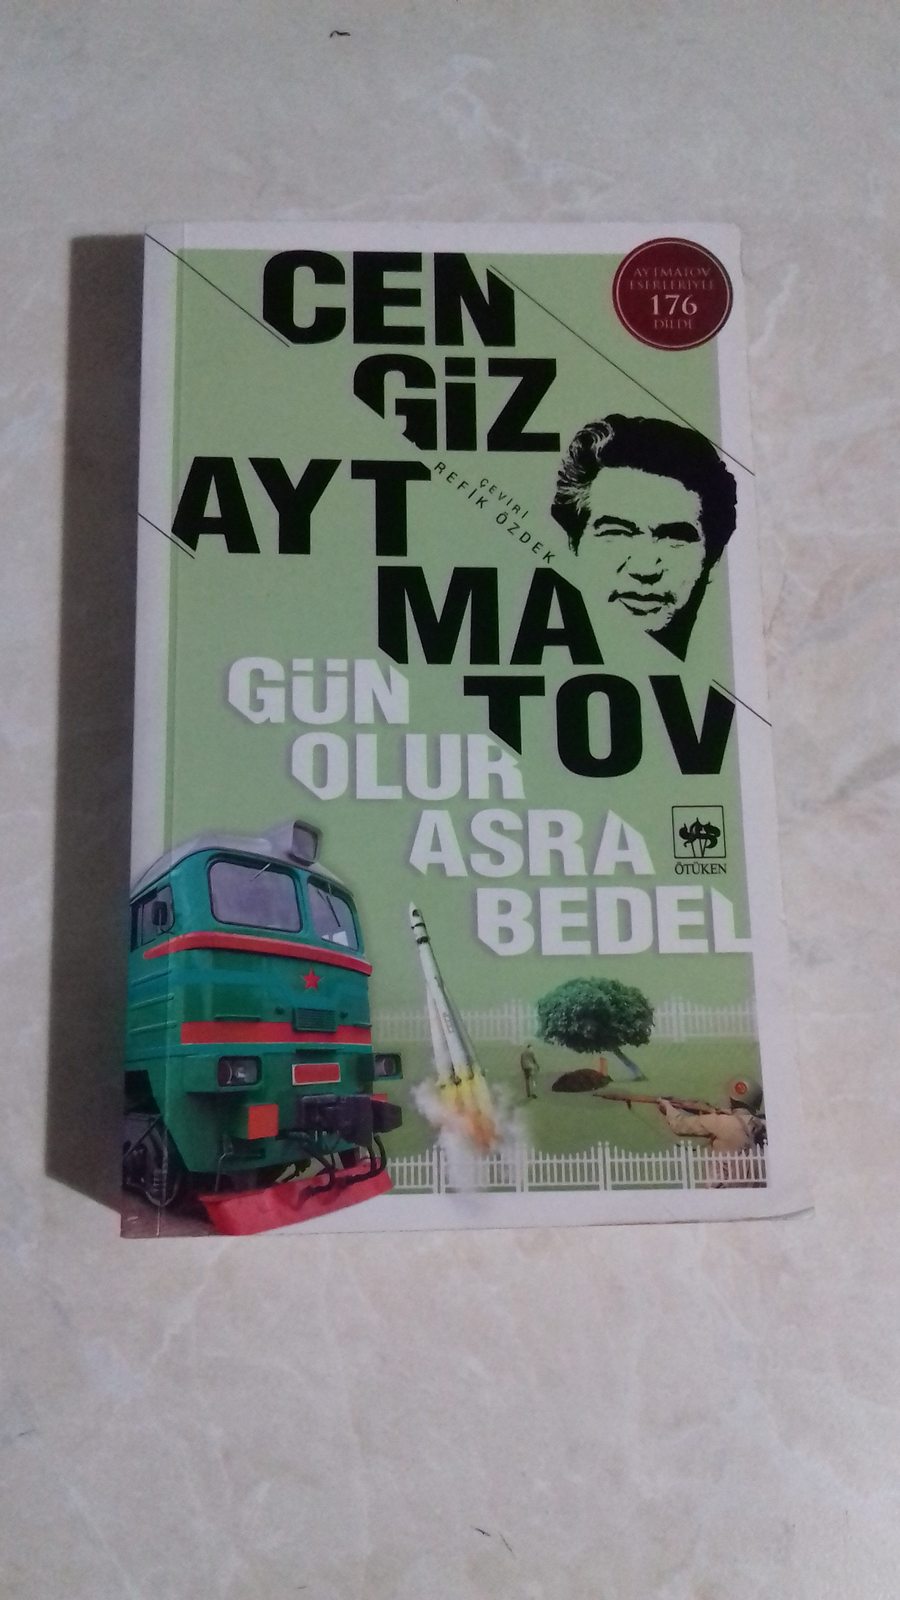 CEN
GİZ
AYT
MA
TOV
AYTMATOV
ESERLERİYLE
176
DİLDE
ÇEVİRİ
REFİK ÖZDEK
GÜN
OLUR
ASRA
BEDEL
ÖTÜKEN